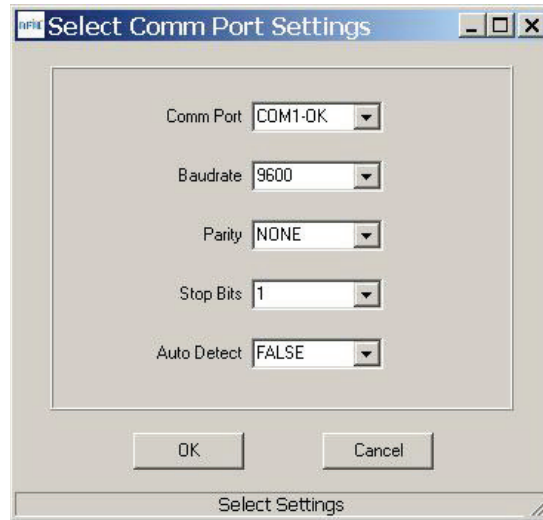 Select Comm Port Settings
Comm Port COM1-OK
Baudrate 9600
Parity NONE
Stop Bits 1
Auto Detect FALSE
OK Cancel
Select Settings